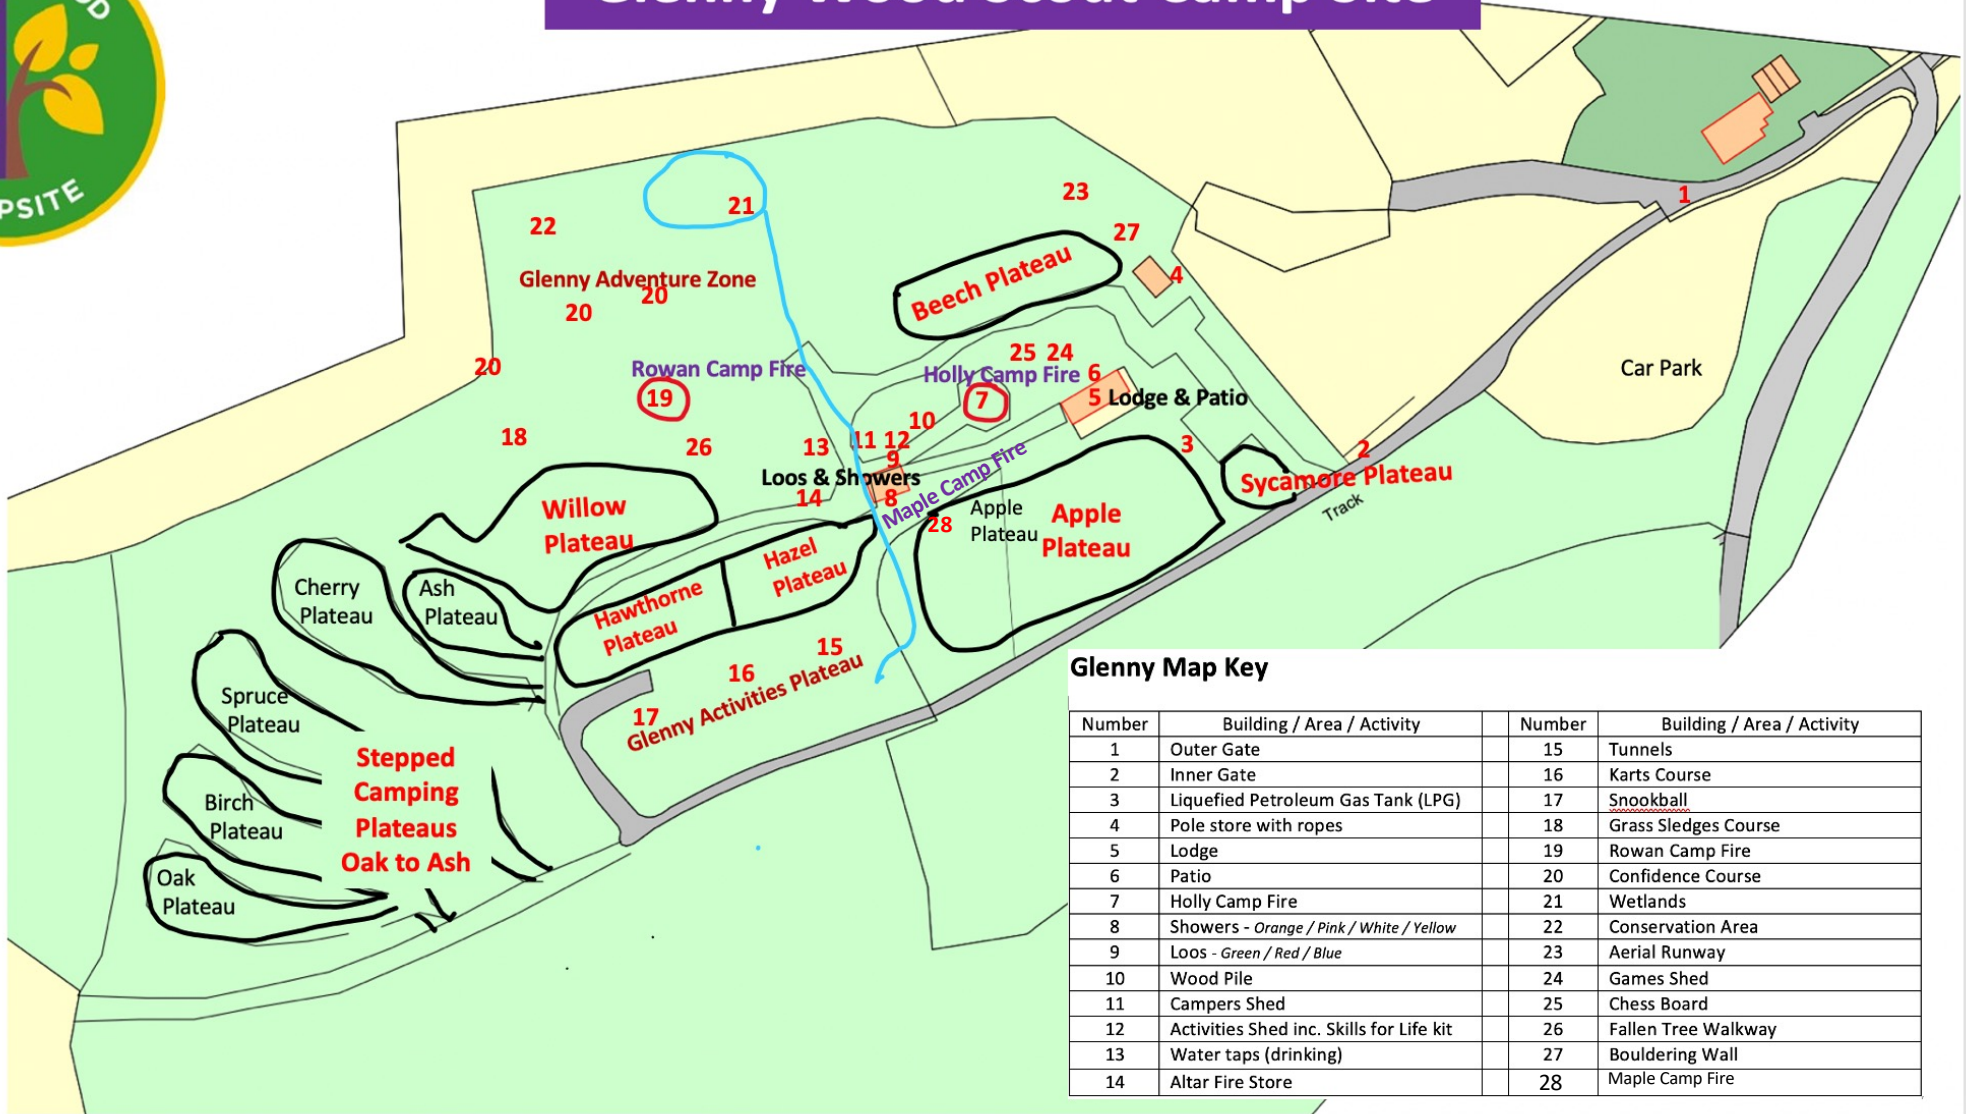 Glenny Wood Scout Camp Site
PSITE
21
23
22
27
1
Glenny Adventure Zone
Beech Plateau
4
20
20
25 24
20
Rowan Camp Fire
Holly Camp Fire
6
Car Park
19
7
5 Lodge & Patio
10
18
26
13
11 12
3
2
9
Loos & Showers
Maple Camp Fire
Sycamore Plateau
14
8
Track
Willow
Plateau
28
Apple
Plateau
Apple
Plateau
Hazel
Plateau
Cherry
Plateau
Ash
Plateau
Hawthorne
Plateau
15
16
Glenny Activities Plateau
17
Spruce
Plateau
Stepped
Camping
Plateaus
Oak to Ash
Birch
Plateau
Oak
Plateau
Glenny Map Key
Number Building / Area / Activity Number Building / Area / Activity
1 Outer Gate 15 Tunnels
2 Inner Gate 16 Karts Course
3 Liquefied Petroleum Gas Tank (LPG) 17 Snookball
4 Pole store with ropes 18 Grass Sledges Course
5 Lodge 19 Rowan Camp Fire
6 Patio 20 Confidence Course
7 Holly Camp Fire 21 Wetlands
8 Showers - Orange / Pink / White / Yellow 22 Conservation Area
9 Loos - Green / Red / Blue 23 Aerial Runway
10 Wood Pile 24 Games Shed
11 Campers Shed 25 Chess Board
12 Activities Shed inc. Skills for Life kit 26 Fallen Tree Walkway
13 Water taps (drinking) 27 Bouldering Wall
14 Altar Fire Store 28 Maple Camp Fire